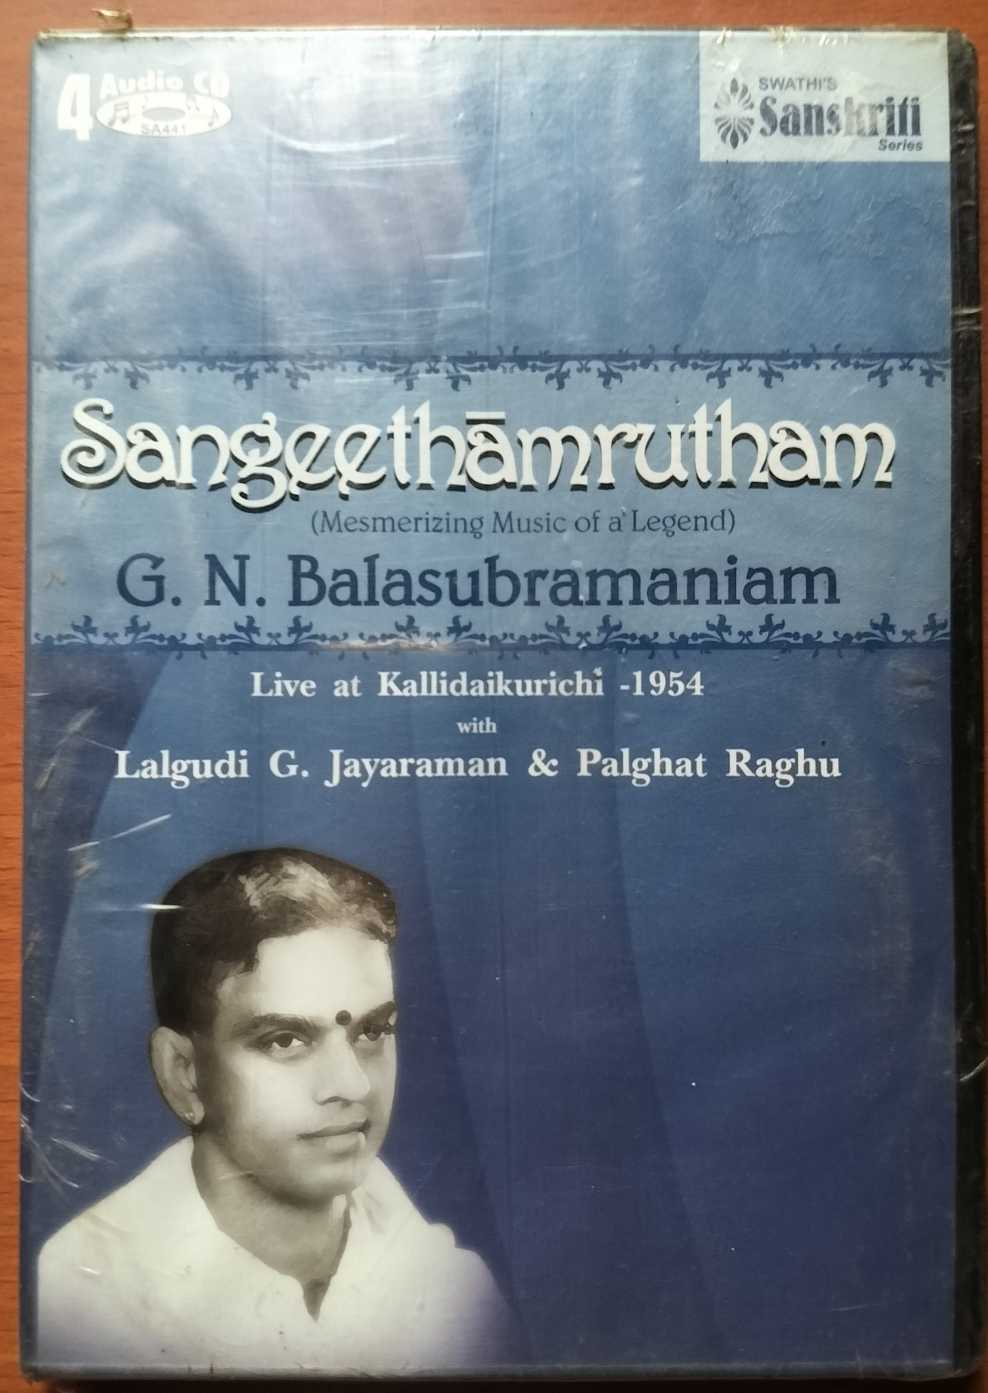 4 Audio CD
SA441
SWATHI'S
Sanskriti
Series
Sangeethāmrutham
(Mesmerizing Music of a Legend)
G. N. Balasubramaniam
Live at Kallidaikurichi -1954
with
Lalgudi G. Jayaraman & Palghat Raghu